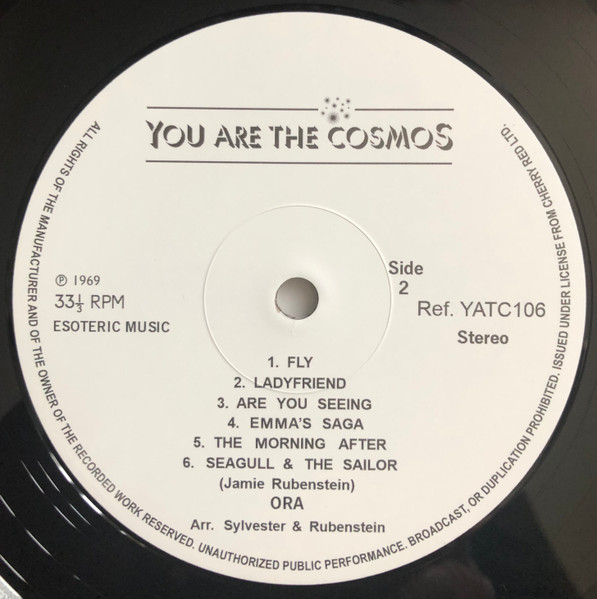 YOU ARE THE COSMOS
℗ 1969
33⅓ RPM
ESOTERIC MUSIC
Side
2
Ref. YATC106
Stereo
1. FLY
2. LADYFRIEND
3. ARE YOU SEEING
4. EMMA'S SAGA
5. THE MORNING AFTER
6. SEAGULL & THE SAILOR
(Jamie Rubenstein)
ORA
Arr. Sylvester & Rubenstein
ALL RIGHTS OF THE MANUFACTURER AND OF THE OWNER OF THE RECORDED WORK RESERVED. UNAUTHORIZED PUBLIC PERFORMANCE. BROADCAST, OR DUPLICATION PROHIBITED. ISSUED UNDER LICENSE FROM CHERRY RED LTD.